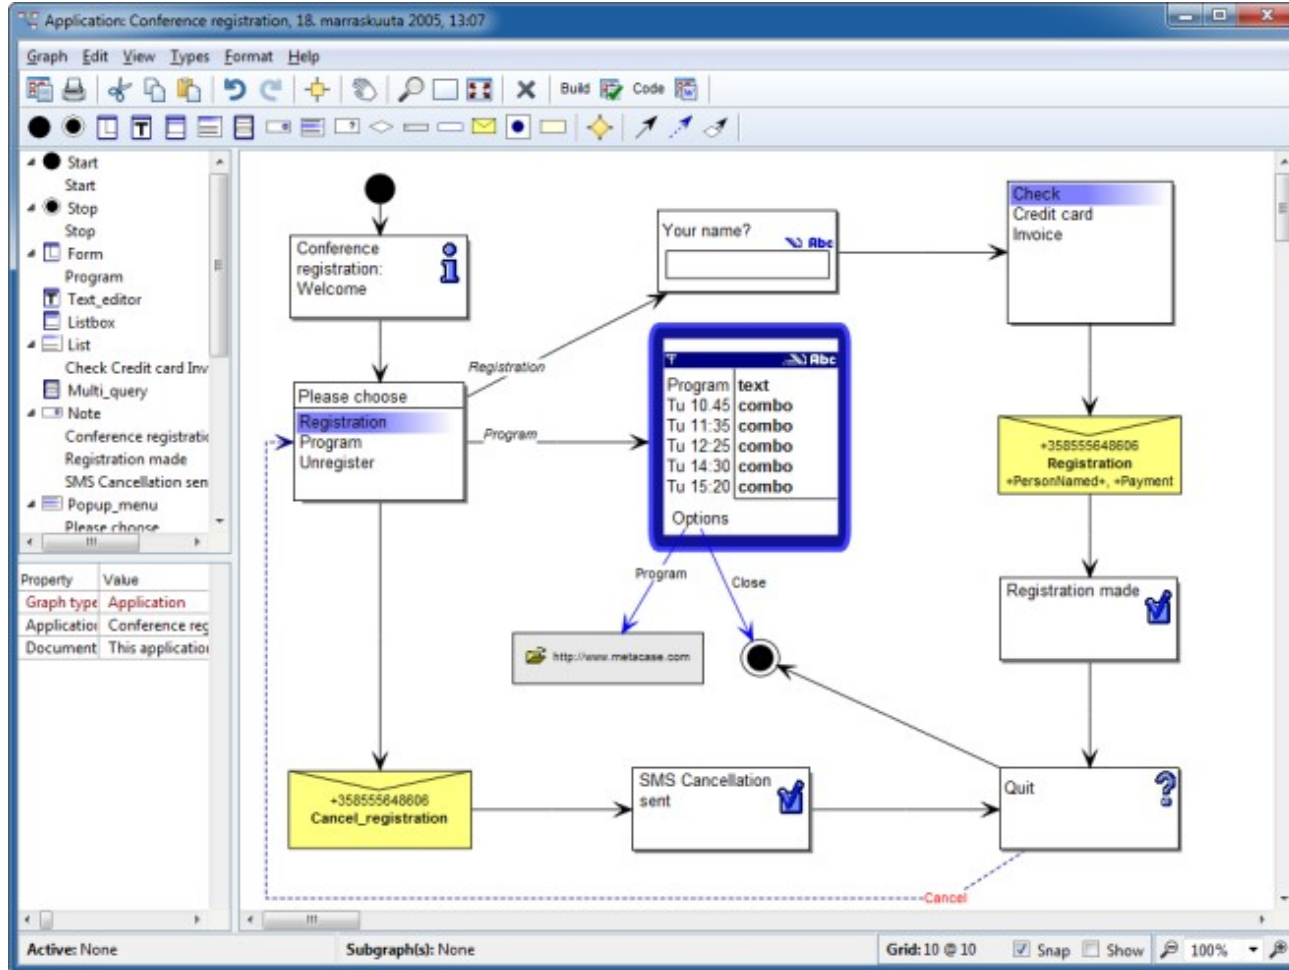 Application: Conference registration, 18. marraskuuta 2005, 13:07
Graph Edit View Types Format Help
Build Code
Start
Start
Stop
Stop
Form
Program
Text_editor
Listbox
List
Check Credit card Inv
Multi_query
Note
Conference registratic
Registration made
SMS Cancellation sen
Popup_menu
Please choose
Property Value
Graph type Application
Application Conference reg
Document This application
Conference
registration:
Welcome
Please choose
Registration
Program
Unregister
Registration
Program
Your name?
Abc
Check
Credit card
Invoice
Abc
Program text
Tu 10.45 combo
Tu 11:35 combo
Tu 12:25 combo
Tu 14:30 combo
Tu 15:20 combo
Options
Program
Close
http://www.metacase.com
+358555648606
Registration
+PersonNamed+, +Payment
Registration made
+358555648606
Cancel_registration
SMS Cancellation
sent
Quit
Cancel
Active: None Subgraph(s): None Grid: 10 @ 10 Snap Show 100%